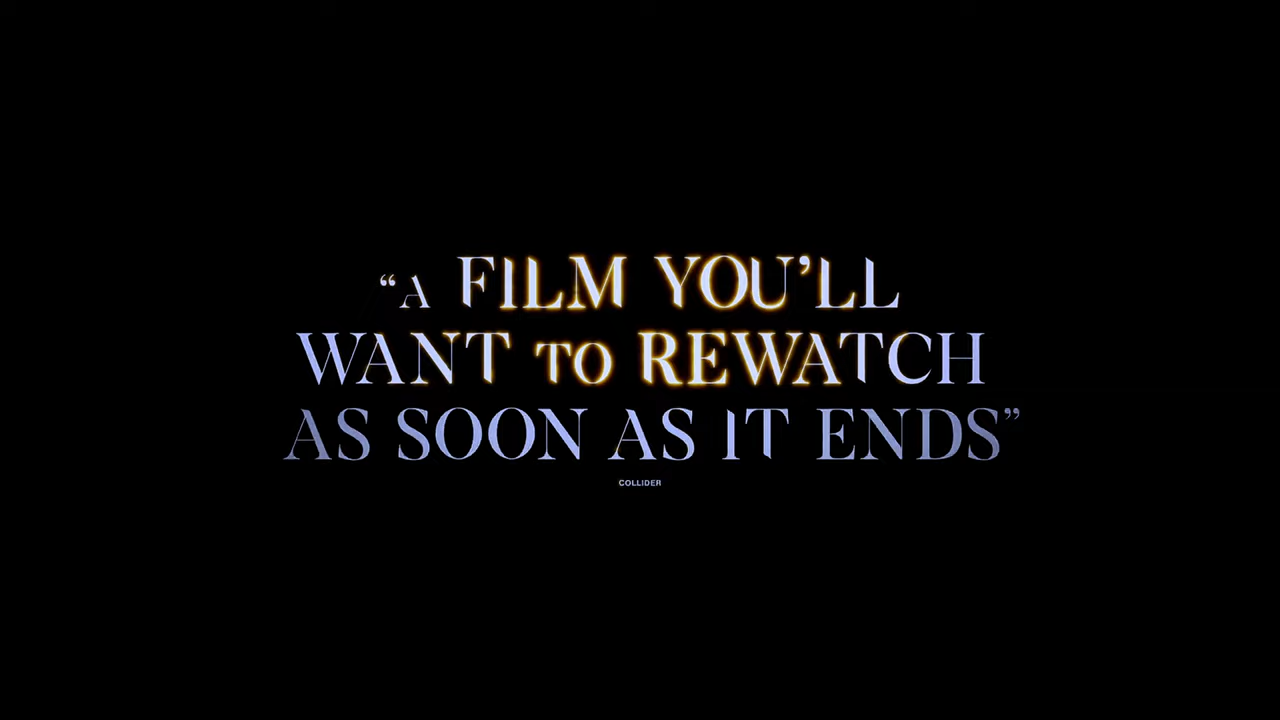 “A FILM YOU’LL
WANT TO REWATCH
AS SOON AS IT ENDS”
COLLIDER